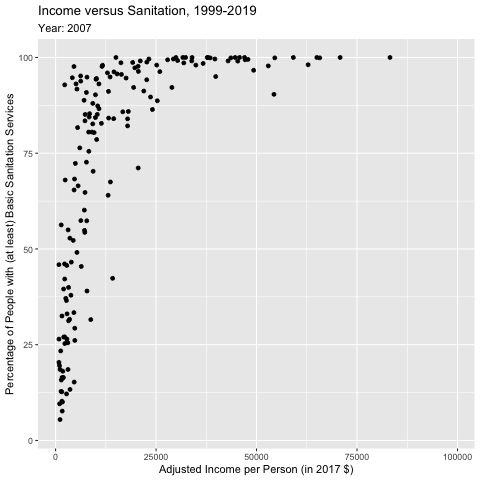 Income versus Sanitation, 1999-2019
Year: 2007
Percentage of People with (at least) Basic Sanitation Services
100
75
50
25
0
0
25000
50000
75000
100000
Adjusted Income per Person (in 2017 $)